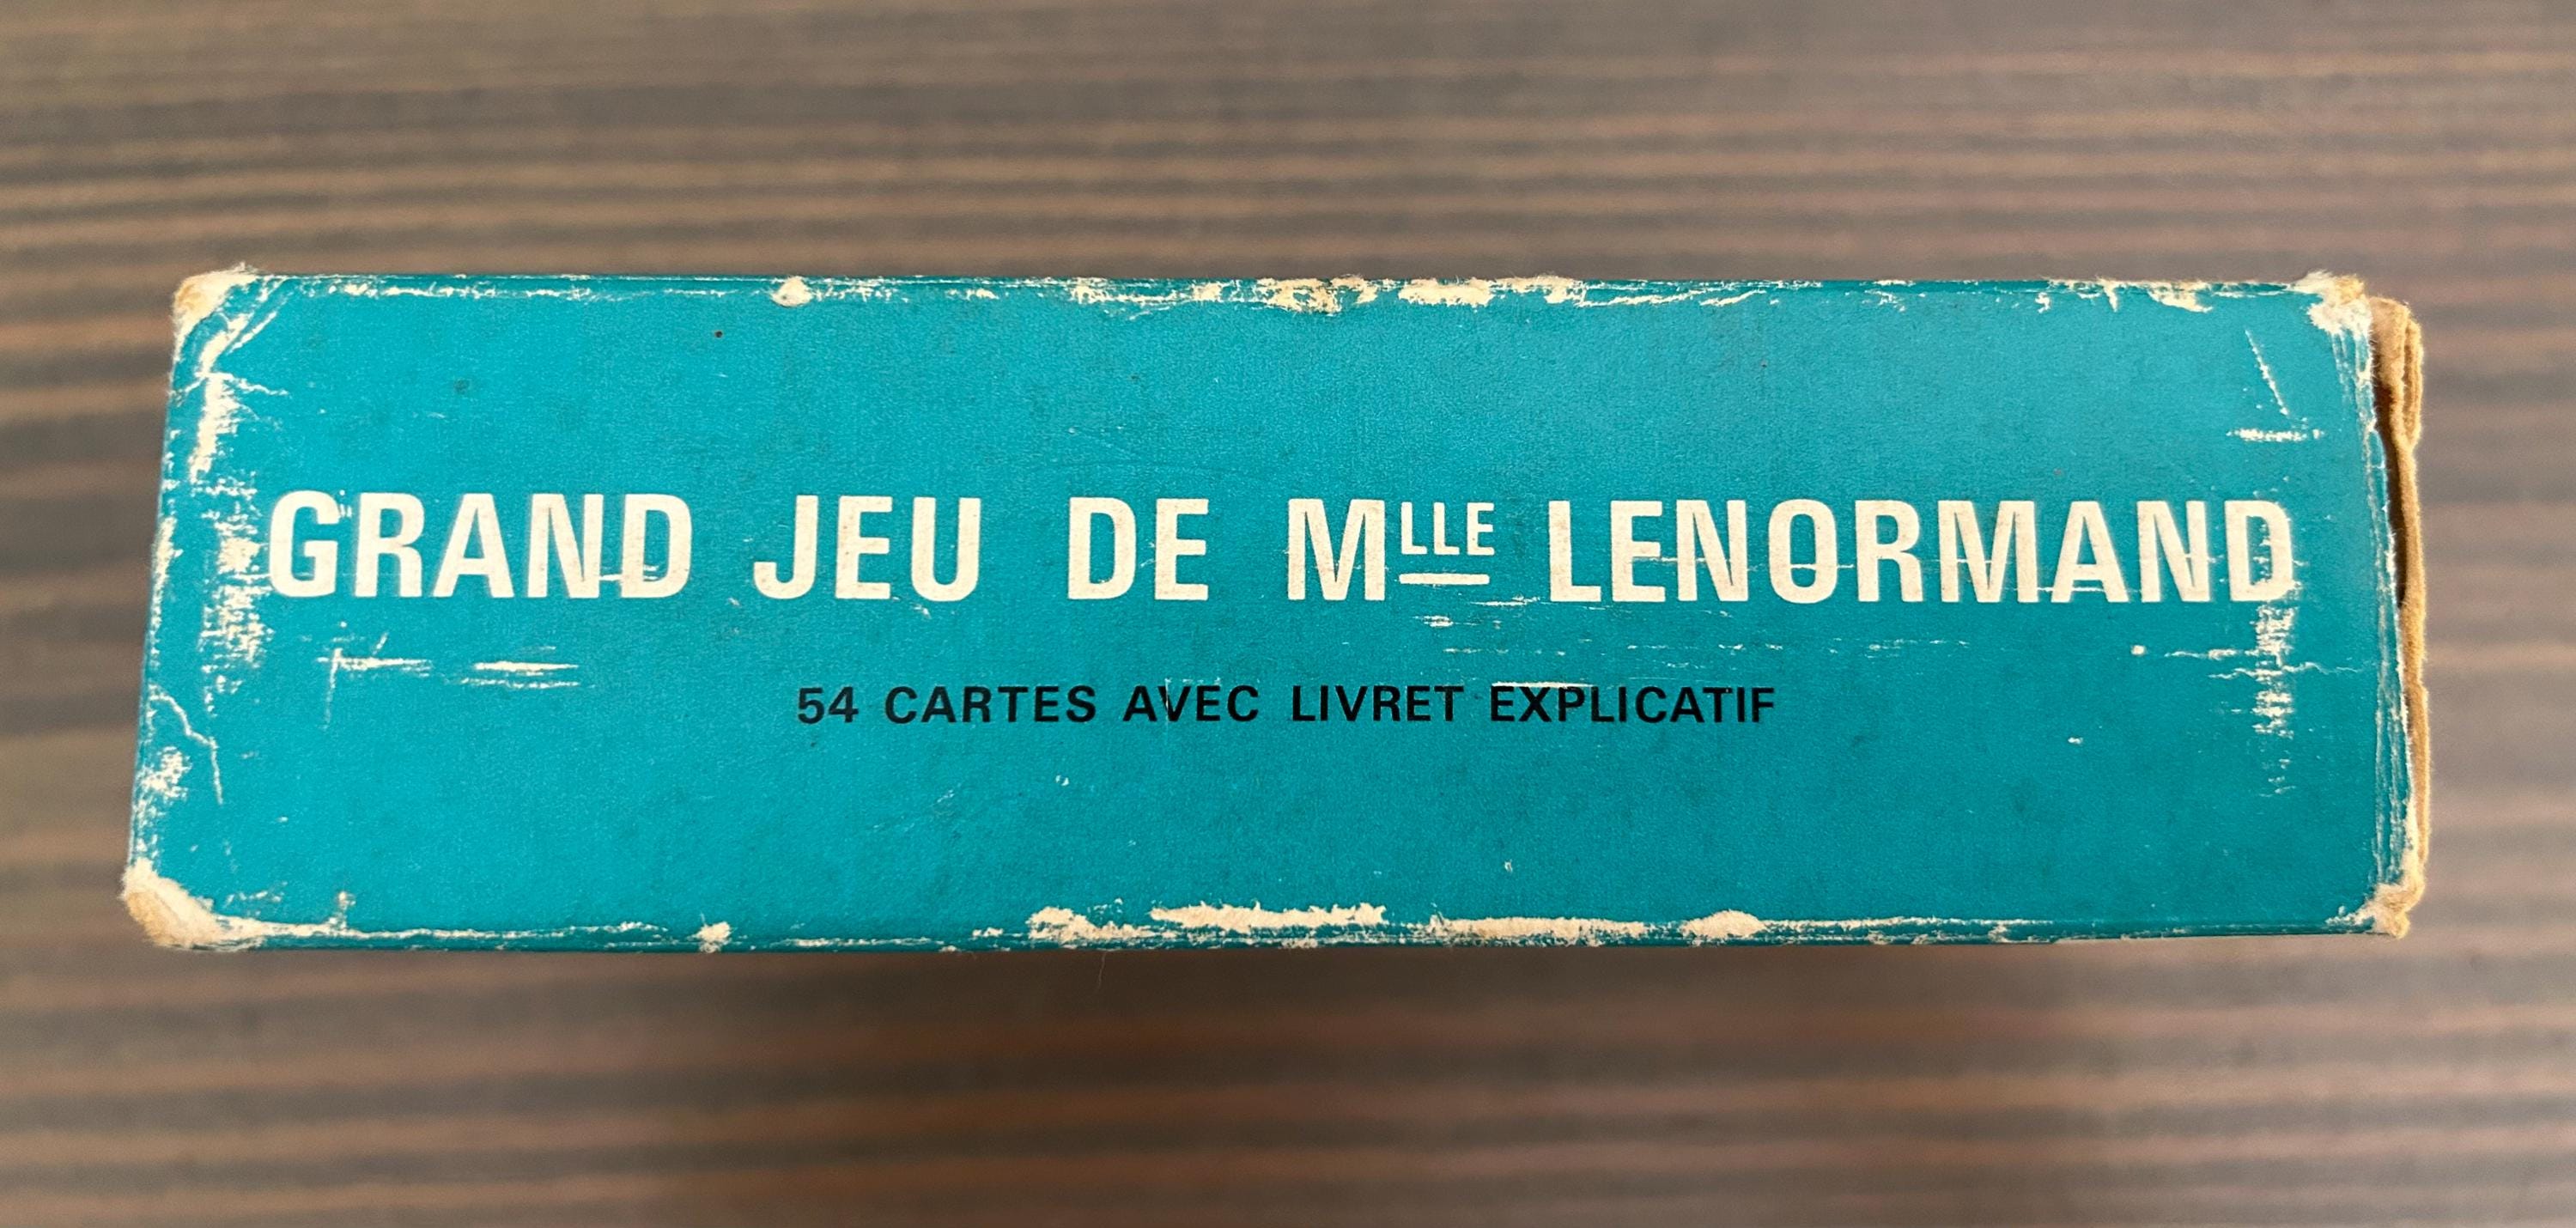 GRAND JEU DE MLLE LENORMAND
54 CARTES AVEC LIVRET EXPLICATIF